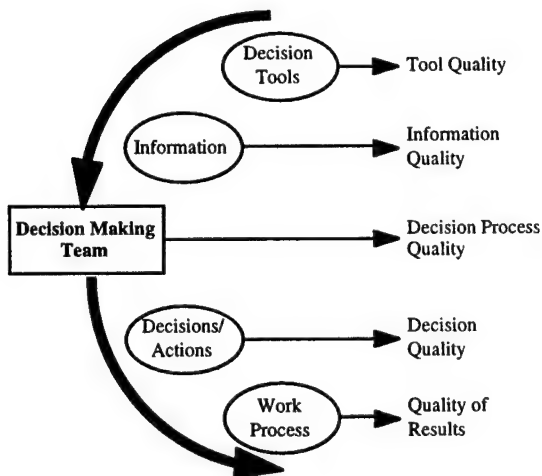 Decision
Tools
Tool Quality
Information
Information
Quality
Decision Making
Team
Decision Process
Quality
Decisions/
Actions
Decision
Quality
Work
Process
Quality of
Results